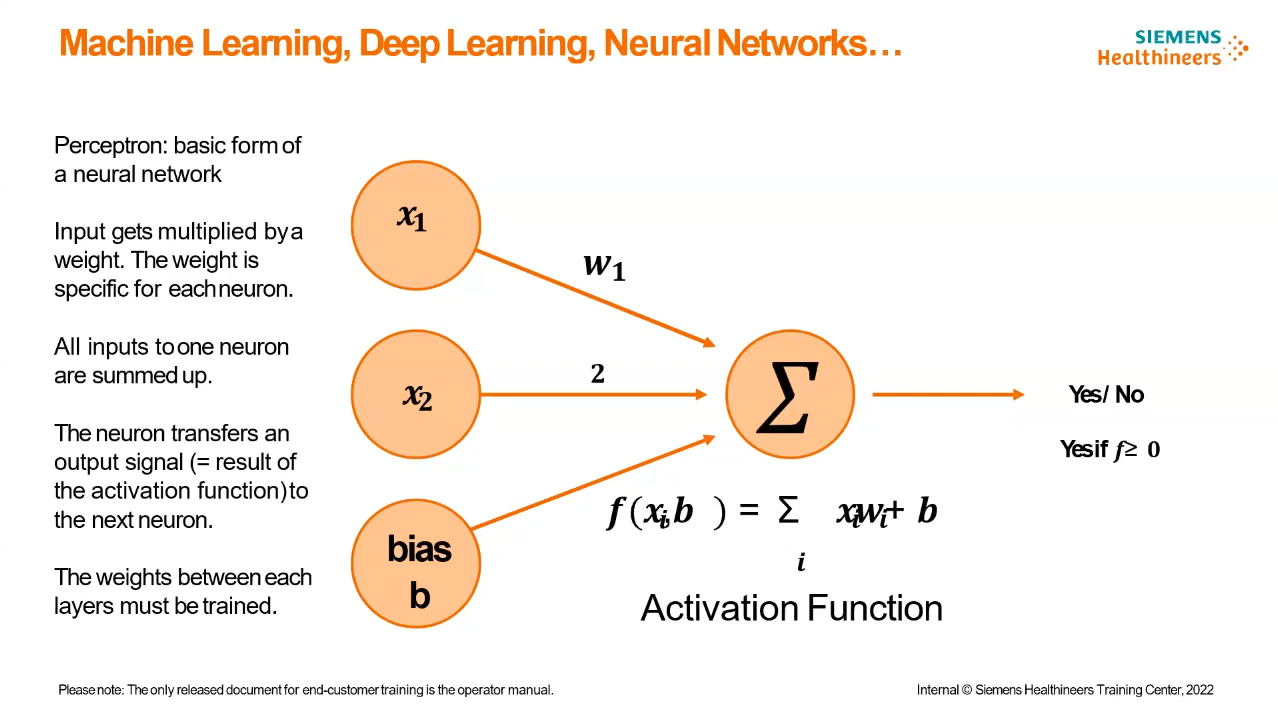 Machine Learning, Deep Learning, Neural Networks…
SIEMENS
Healthineers
Perceptron: basic form of
a neural network
Input gets multiplied by a
weight. The weight is
specific for each neuron.
All inputs to one neuron
are summed up.
The neuron transfers an
output signal (= result of
the activation function) to
the next neuron.
The weights between each
layers must be trained.
x₁
w₁
x₂
2
bias
b
Σ
Yes/ No
Yes if f≥ 0
f(xᵢ,b ) = Σ xᵢwᵢ+ b
i
Activation Function
Please note: The only released document for end-customer training is the operator manual.
Internal © Siemens Healthineers Training Center, 2022